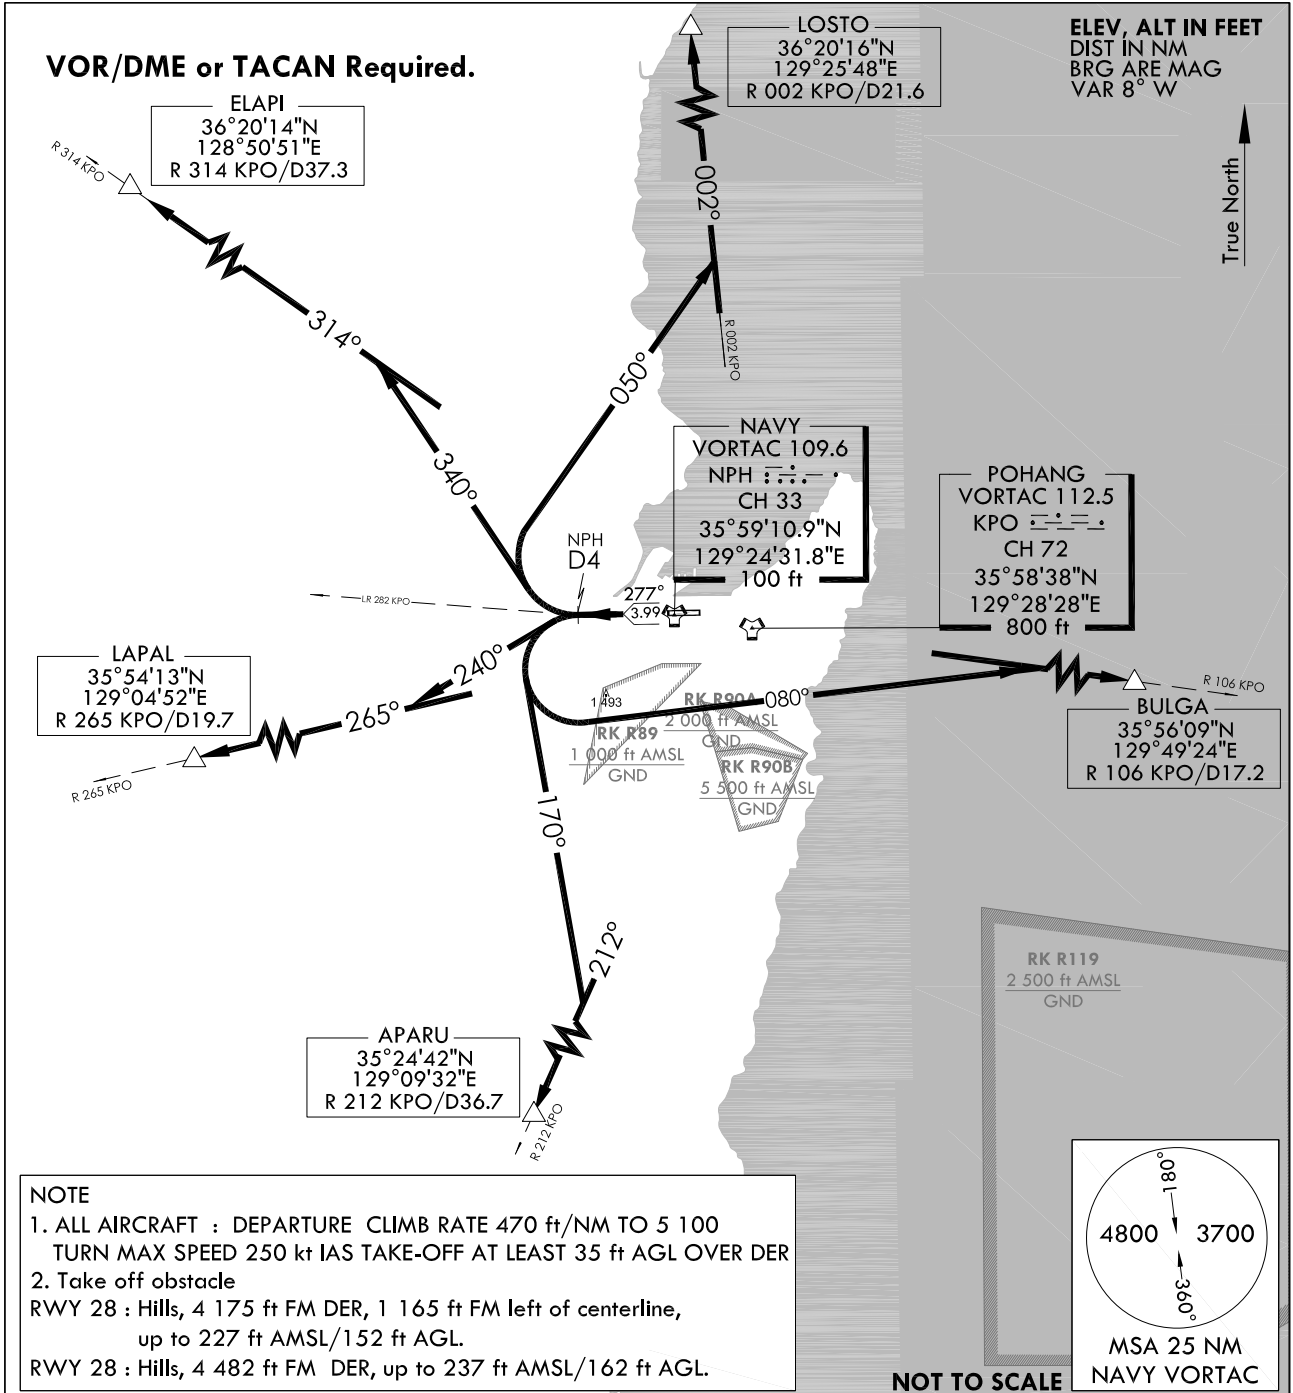 VOR/DME or TACAN Required.
ELEV, ALT IN FEET
DIST IN NM
BRG ARE MAG
VAR 8° W
True North
LOSTO
36°20'16"N
129°25'48"E
R 002 KPO/D21.6
ELAPI
36°20'14"N
128°50'51"E
R 314 KPO/D37.3
R 314 KPO
002°
314°
R 002 KPO
050°
340°
NAVY
VORTAC 109.6
NPH
CH 33
35°59'10.9"N
129°24'31.8"E
100 ft
POHANG
VORTAC 112.5
KPO
CH 72
35°58'38"N
129°28'28"E
800 ft
NPH
D4
277°
3.99
LR 282 KPO
LAPAL
35°54'13"N
129°04'52"E
R 265 KPO/D19.7
240°
265°
R 265 KPO
1 493
RK R89
1 000 ft AMSL
GND
RK R90A
2 000 ft AMSL
GND
RK R90B
5 500 ft AMSL
GND
080°
R 106 KPO
BULGA
35°56'09"N
129°49'24"E
R 106 KPO/D17.2
170°
212°
RK R119
2 500 ft AMSL
GND
APARU
35°24'42"N
129°09'32"E
R 212 KPO/D36.7
R 212 KPO
NOTE
1. ALL AIRCRAFT : DEPARTURE CLIMB RATE 470 ft/NM TO 5 100
TURN MAX SPEED 250 kt IAS TAKE-OFF AT LEAST 35 ft AGL OVER DER
2. Take off obstacle
RWY 28 : Hills, 4 175 ft FM DER, 1 165 ft FM left of centerline,
up to 227 ft AMSL/152 ft AGL.
RWY 28 : Hills, 4 482 ft FM DER, up to 237 ft AMSL/162 ft AGL.
180°
4800
3700
360°
MSA 25 NM
NAVY VORTAC
NOT TO SCALE